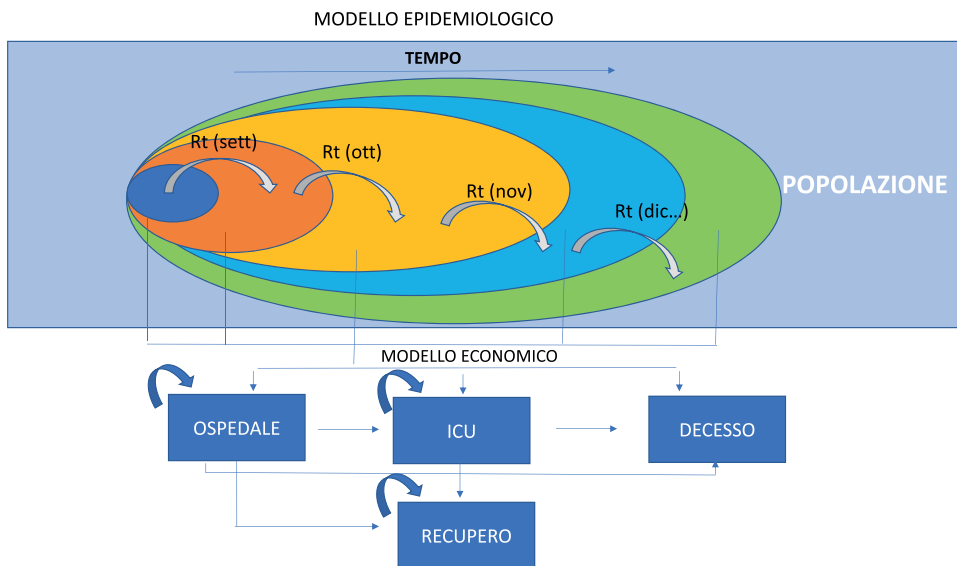 MODELLO EPIDEMIOLOGICO
TEMPO
Rt (sett)
Rt (ott)
Rt (nov)
Rt (dic...)
POPOLAZIONE
MODELLO ECONOMICO
OSPEDALE
ICU
DECESSO
RECUPERO